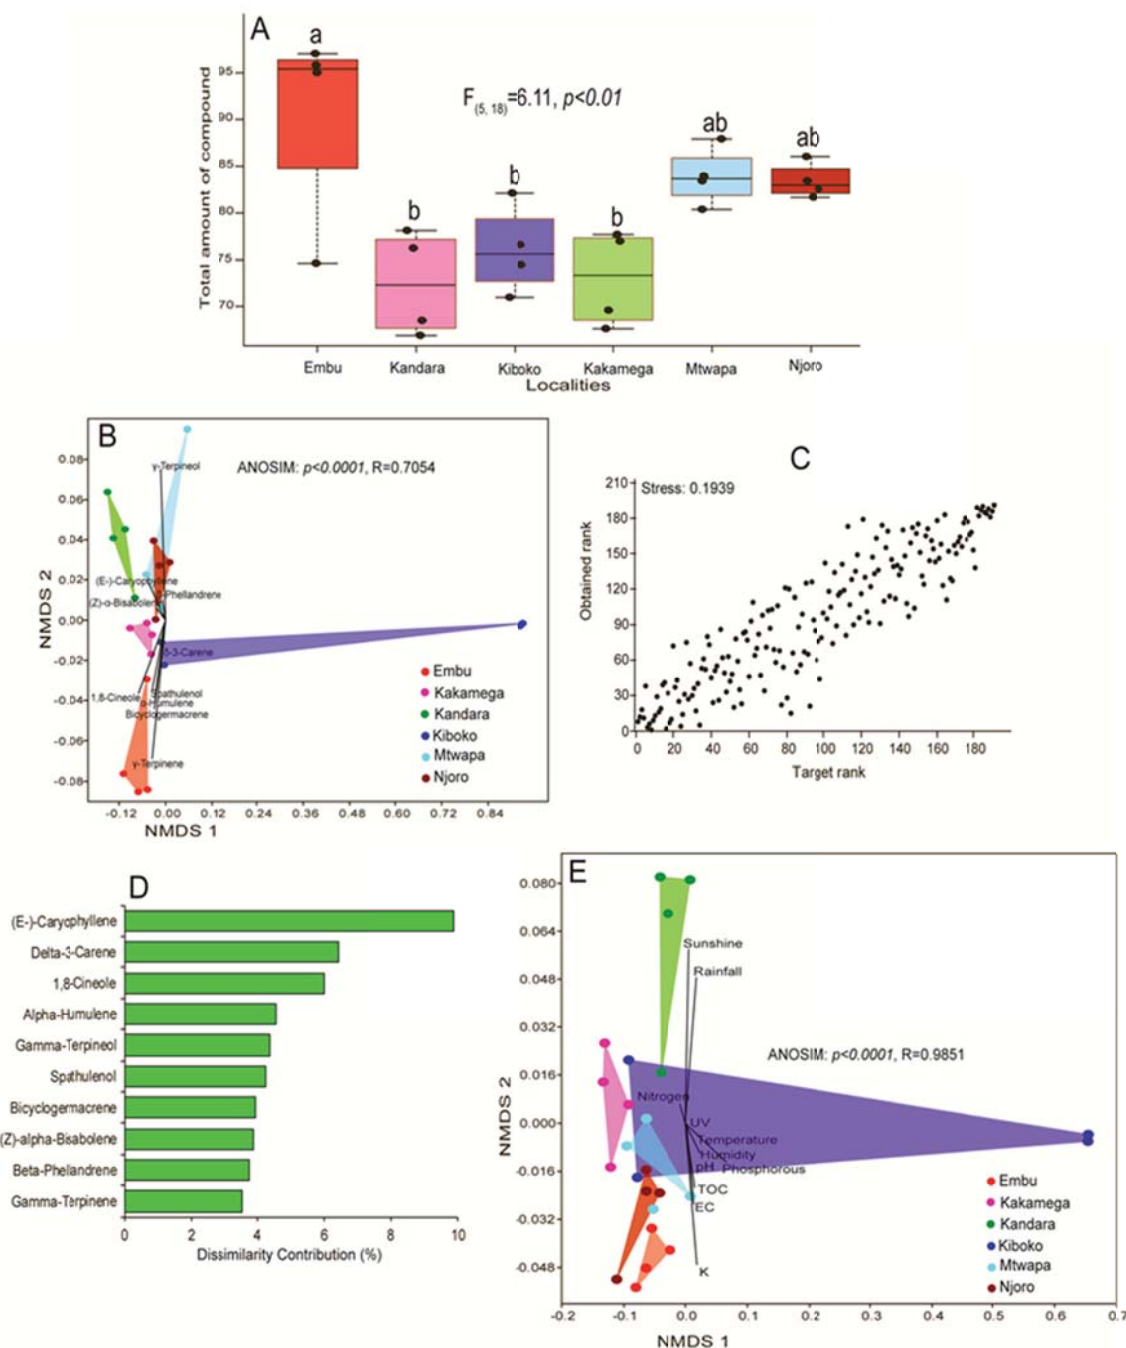 A
a
F(5, 18)=6.11, p<0.01
b
b
b
ab
ab
Total amount of compound
95
90
85
80
75
70
Embu
Kandara
Kiboko
Kakamega
Mtwapa
Njoro
Localities
B
ANOSIM: p<0.0001, R=0.7054
γ-Terpineol
(E-)-Caryophyllene
Phellandrene
(Z)-α-Bisabolene
δ-3-Carene
1,8-Cineole
Spathulenol
α-Humulene
Bicyclogermacrene
γ-Terpinene
NMDS 2
0.08
0.06
0.04
0.02
0.00
-0.02
-0.04
-0.06
-0.08
-0.12 0.00 0.12 0.24 0.36 0.48 0.60 0.72 0.84
NMDS 1
Embu
Kakamega
Kandara
Kiboko
Mtwapa
Njoro
C
Stress: 0.1939
Obtained rank
210
180
150
120
90
60
30
0
0 20 40 60 80 100 120 140 160 180
Target rank
D
(E-)-Caryophyllene
Delta-3-Carene
1,8-Cineole
Alpha-Humulene
Gamma-Terpineol
Spathulenol
Bicyclogermacrene
(Z)-alpha-Bisabolene
Beta-Phellandrene
Gamma-Terpinene
0 2 4 6 8 10
Dissimilarity Contribution (%)
E
Sunshine
Rainfall
ANOSIM: p<0.0001, R=0.9851
Nitrogen
UV
Temperature
Humidity
pH
Phosphorous
TOC
EC
K
NMDS 2
0.080
0.064
0.048
0.032
0.016
0.000
-0.016
-0.032
-0.048
-0.2 -0.1 0.0 0.1 0.2 0.3 0.4 0.5 0.6 0.7
NMDS 1
Embu
Kakamega
Kandara
Kiboko
Mtwapa
Njoro